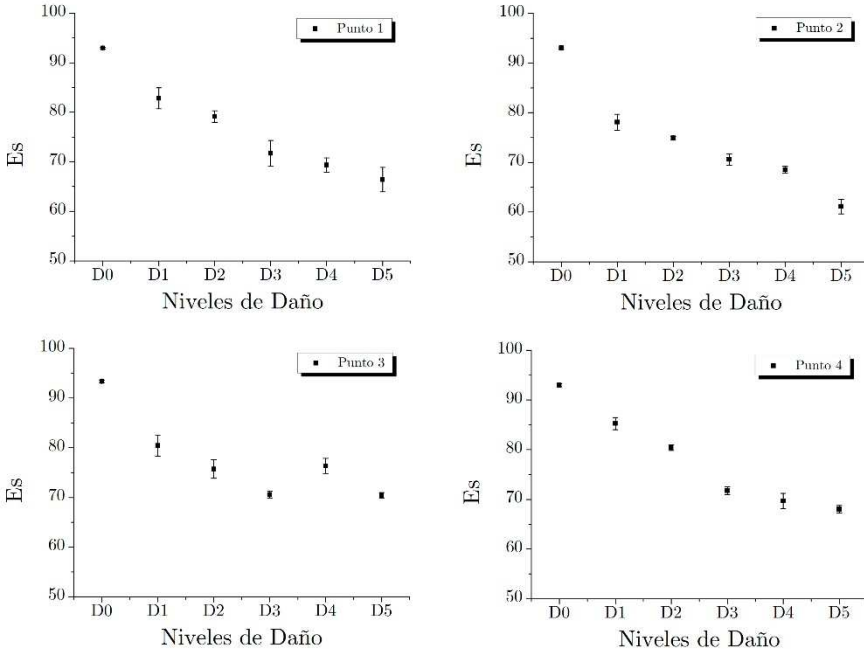 Punto 1
100
90
80
70
60
50
Es
D0 D1 D2 D3 D4 D5
Niveles de Daño
Punto 2
100
90
80
70
60
50
Es
D0 D1 D2 D3 D4 D5
Niveles de Daño
Punto 3
100
90
80
70
60
50
Es
D0 D1 D2 D3 D4 D5
Niveles de Daño
Punto 4
100
90
80
70
60
50
Es
D0 D1 D2 D3 D4 D5
Niveles de Daño